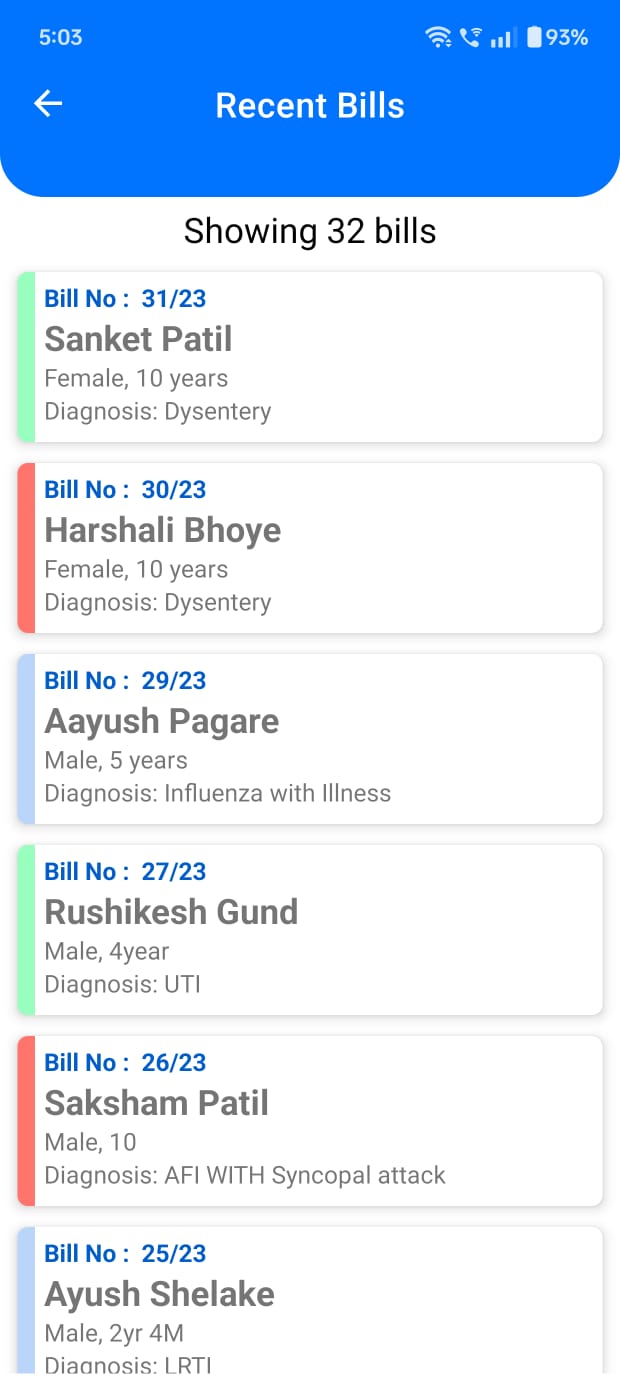 5:03
93%
Recent Bills
Showing 32 bills
Bill No : 31/23
Sanket Patil
Female, 10 years
Diagnosis: Dysentery
Bill No : 30/23
Harshali Bhoye
Female, 10 years
Diagnosis: Dysentery
Bill No : 29/23
Aayush Pagare
Male, 5 years
Diagnosis: Influenza with Illness
Bill No : 27/23
Rushikesh Gund
Male, 4year
Diagnosis: UTI
Bill No : 26/23
Saksham Patil
Male, 10
Diagnosis: AFI WITH Syncopal attack
Bill No : 25/23
Ayush Shelake
Male, 2yr 4M
Diagnosis: LRTI